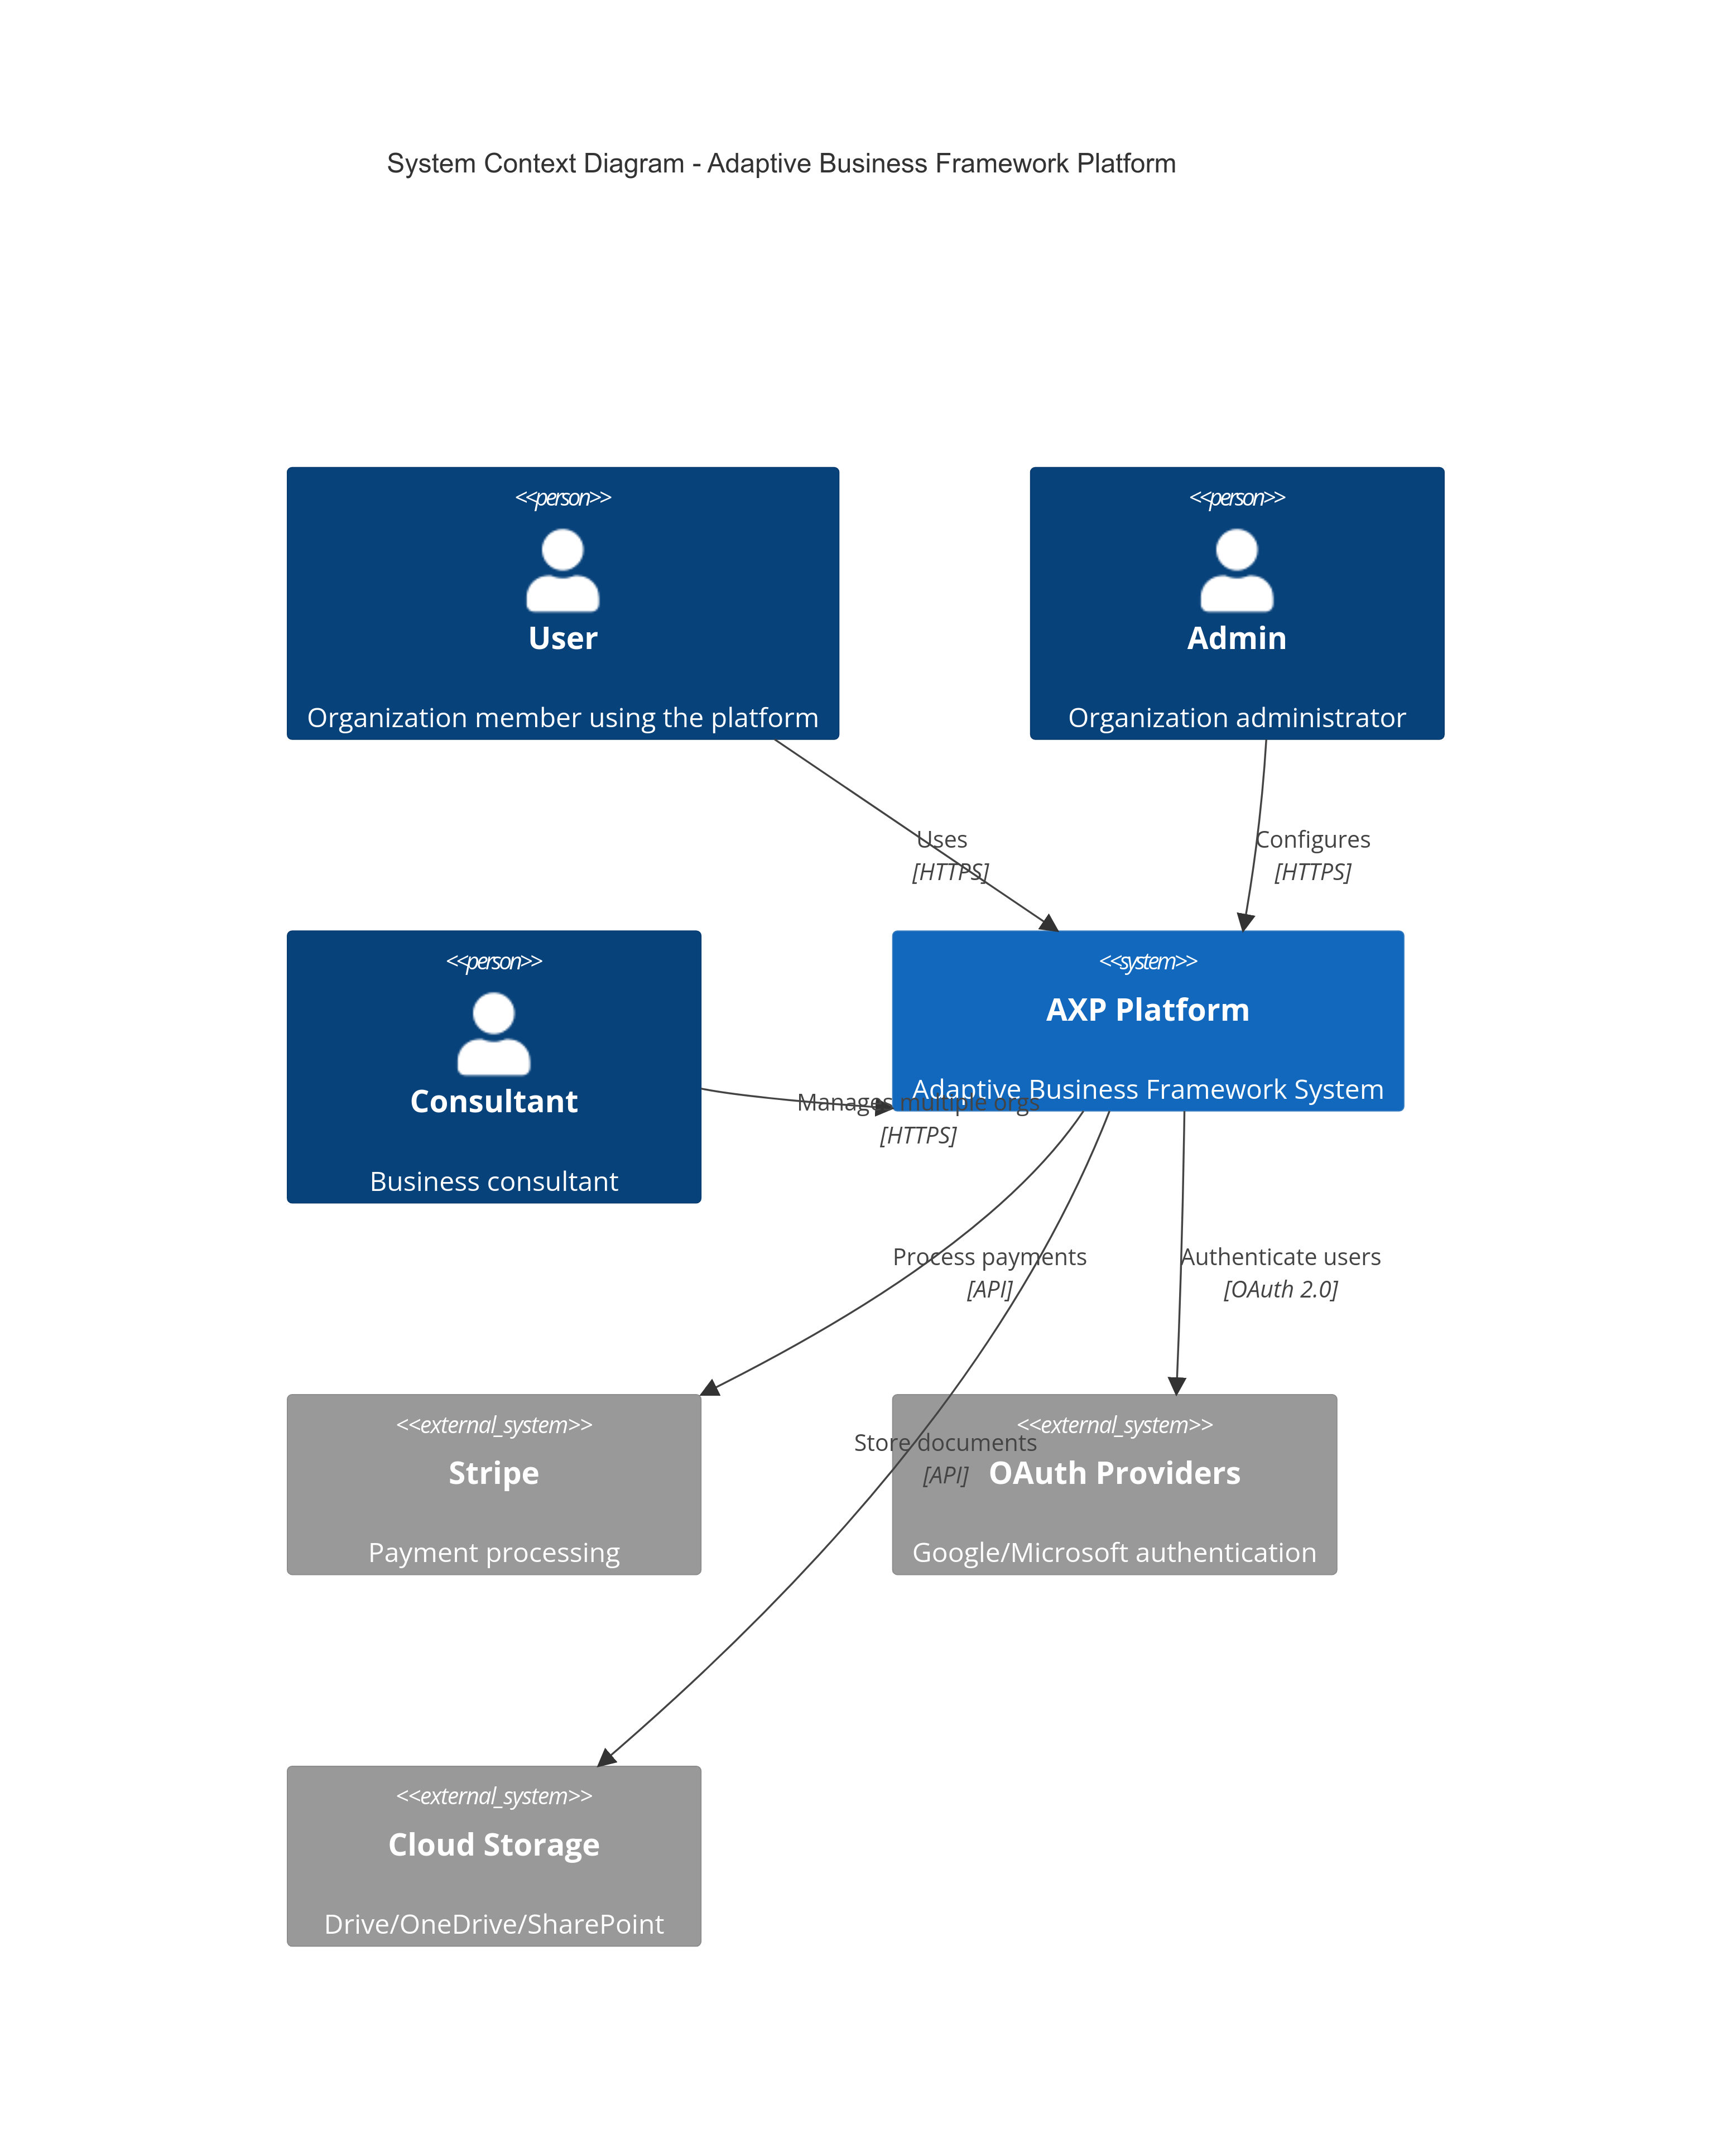 System Context Diagram - Adaptive Business Framework Platform
<<person>>
User
Organization member using the platform
<<person>>
Admin
Organization administrator
Uses
[HTTPS]
Configures
[HTTPS]
<<person>>
Consultant
Business consultant
<<system>>
AXP Platform
Adaptive Business Framework System
Manages multiple orgs
[HTTPS]
Process payments
[API]
Authenticate users
[OAuth 2.0]
<<external_system>>
Stripe
Payment processing
Store documents
[API]
<<external_system>>
OAuth Providers
Google/Microsoft authentication
<<external_system>>
Cloud Storage
Drive/OneDrive/SharePoint